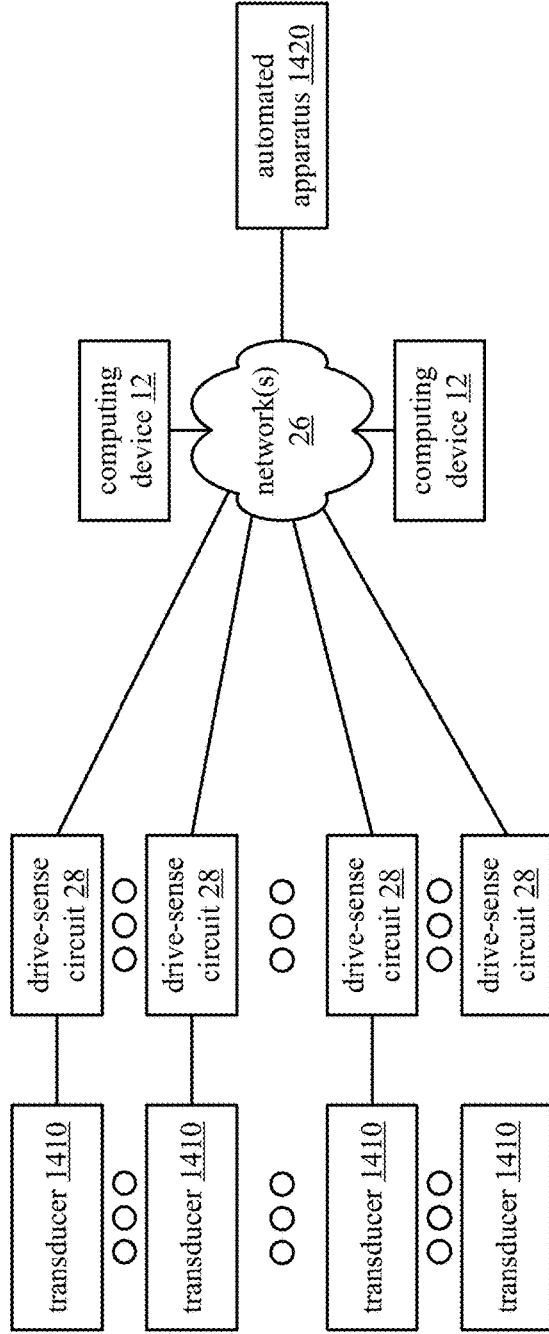 transducer 1410
transducer 1410
transducer 1410
transducer 1410
drive-sense
circuit 28
drive-sense
circuit 28
drive-sense
circuit 28
drive-sense
circuit 28
computing
device 12
network(s)
26
computing
device 12
automated
apparatus 1420